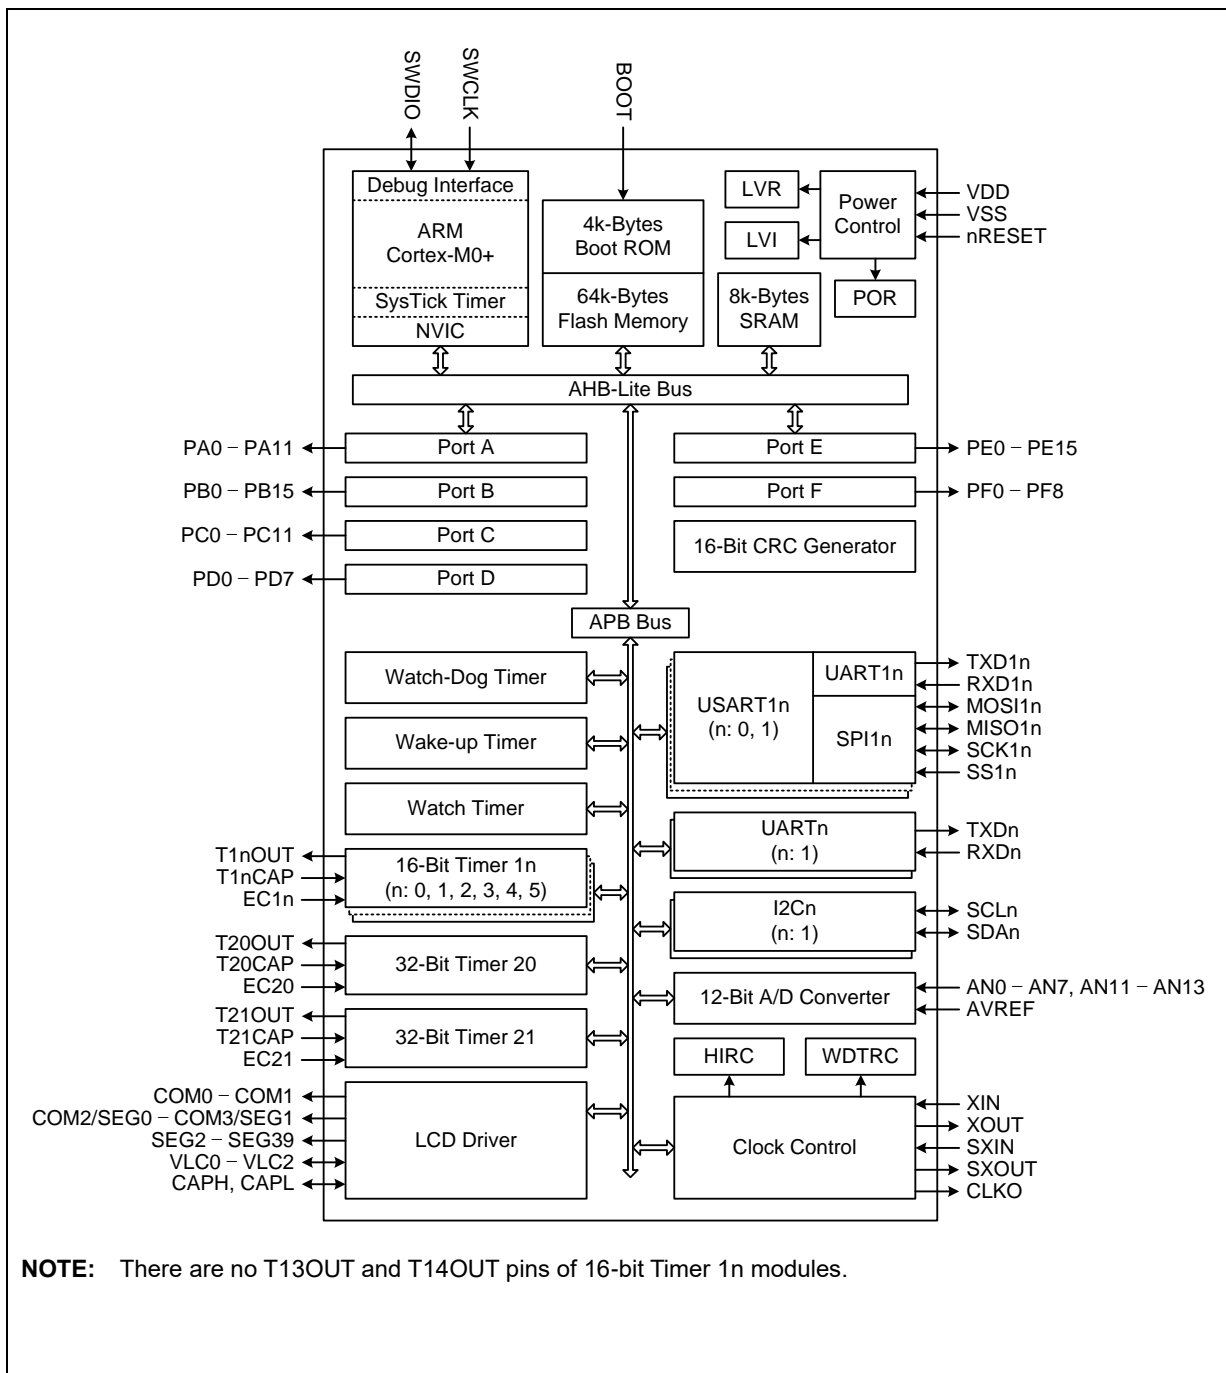 SWDIO
SWCLK
BOOT
Debug Interface
ARM
Cortex-M0+
SysTick Timer
NVIC
4k-Bytes
Boot ROM
64k-Bytes
Flash Memory
LVR
LVI
Power
Control
POR
8k-Bytes
SRAM
VDD
VSS
nRESET
AHB-Lite Bus
PA0 – PA11
Port A
Port E
PE0 – PE15
PB0 – PB15
Port B
Port F
PF0 – PF8
PC0 – PC11
Port C
16-Bit CRC Generator
PD0 – PD7
Port D
APB Bus
Watch-Dog Timer
Wake-up Timer
Watch Timer
T1nOUT
T1nCAP
EC1n
16-Bit Timer 1n
(n: 0, 1, 2, 3, 4, 5)
T20OUT
T20CAP
EC20
32-Bit Timer 20
T21OUT
T21CAP
EC21
32-Bit Timer 21
COM0 – COM1
COM2/SEG0 – COM3/SEG1
SEG2 – SEG39
VLC0 – VLC2
CAPH, CAPL
LCD Driver
USART1n
(n: 0, 1)
UART1n
SPI1n
TXD1n
RXD1n
MOSI1n
MISO1n
SCK1n
SS1n
UARTn
(n: 1)
TXDn
RXDn
I2Cn
(n: 1)
SCLn
SDAn
12-Bit A/D Converter
AN0 – AN7, AN11 – AN13
AVREF
HIRC
WDTRC
Clock Control
XIN
XOUT
SXIN
SXOUT
CLKO
NOTE: There are no T13OUT and T14OUT pins of 16-bit Timer 1n modules.